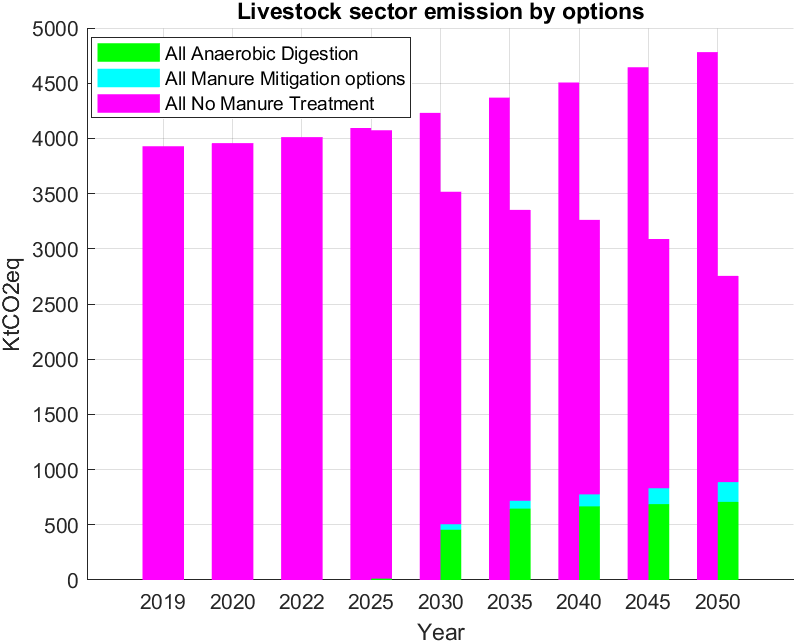 Livestock sector emission by options
5000
4500
4000
3500
3000
2500
2000
1500
1000
500
0
KtCO2eq
All Anaerobic Digestion
All Manure Mitigation options
All No Manure Treatment
2019 2020 2022 2025 2030 2035 2040 2045 2050
Year